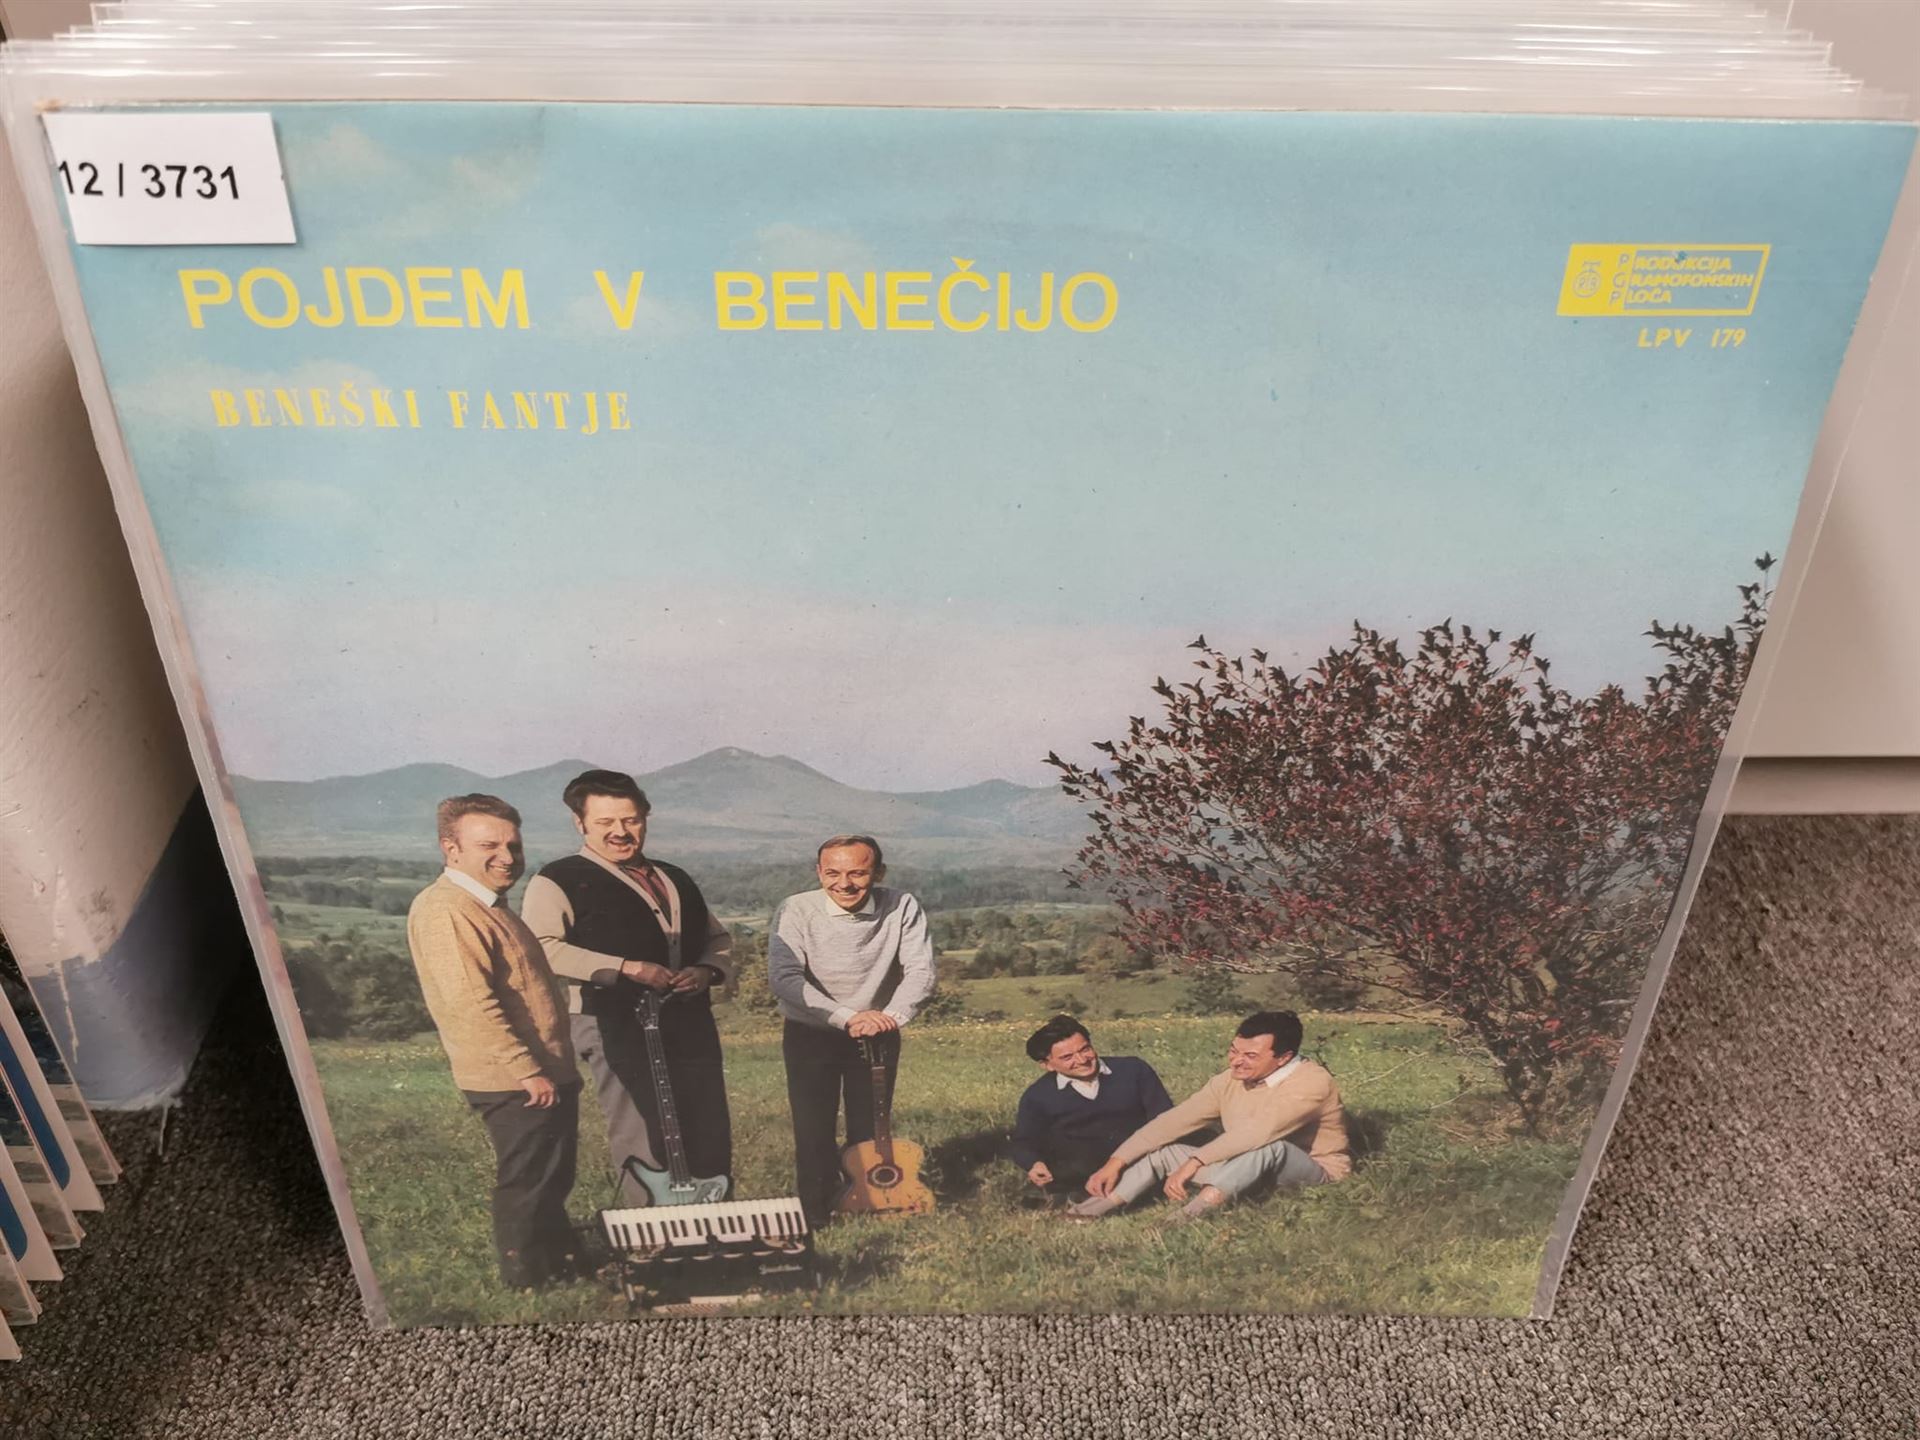 12 / 3731
POJDEM V BENEČIJO
BENEŠKI FANTJE
PRODUKCIJA
GRAMOFONSKIH
PLOČA
LPV 179